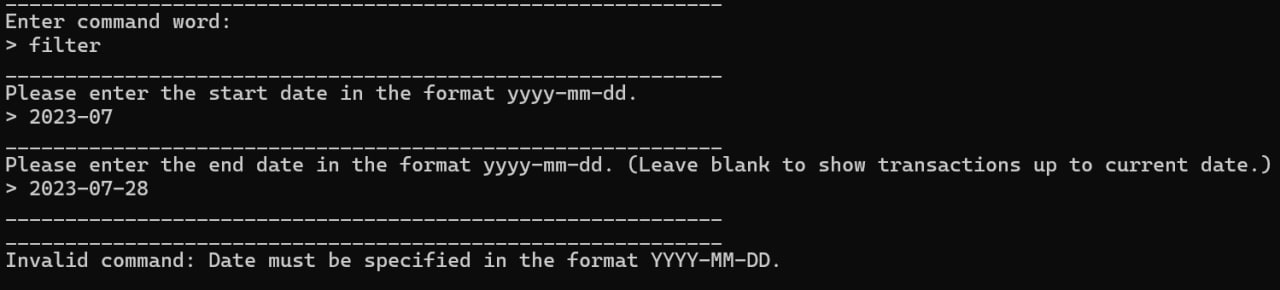 ____________________________________________________________
Enter command word:
> filter
____________________________________________________________
Please enter the start date in the format yyyy-mm-dd.
> 2023-07
____________________________________________________________
Please enter the end date in the format yyyy-mm-dd. (Leave blank to show transactions up to current date.)
> 2023-07-28
____________________________________________________________
____________________________________________________________
Invalid command: Date must be specified in the format YYYY-MM-DD.